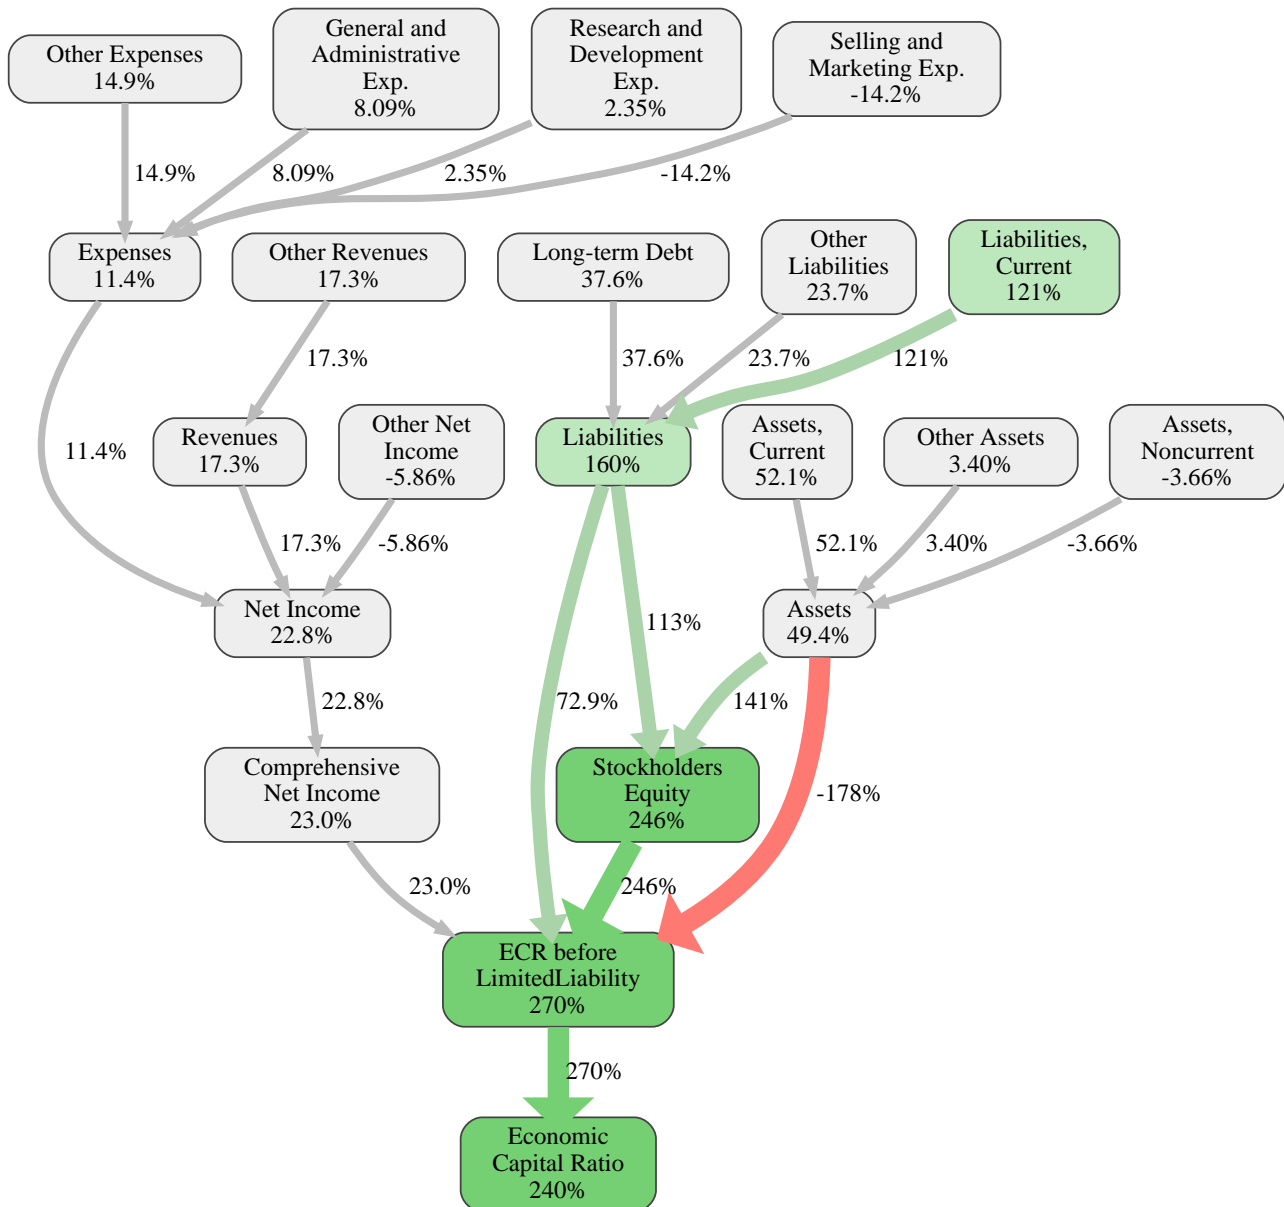 Other Expenses
14.9%
General and
Administrative
Exp.
8.09%
Research and
Development
Exp.
2.35%
Selling and
Marketing Exp.
-14.2%
14.9%
8.09%
2.35%
-14.2%
Expenses
11.4%
Other Revenues
17.3%
Long-term Debt
37.6%
Other
Liabilities
23.7%
Liabilities,
Current
121%
17.3%
37.6%
23.7%
121%
11.4%
Revenues
17.3%
Other Net
Income
-5.86%
Liabilities
160%
Assets,
Current
52.1%
Other Assets
3.40%
Assets,
Noncurrent
-3.66%
17.3%
-5.86%
52.1%
3.40%
-3.66%
Net Income
22.8%
113%
Assets
49.4%
22.8%
72.9%
141%
Comprehensive
Net Income
23.0%
Stockholders
Equity
246%
-178%
23.0%
246%
ECR before
LimitedLiability
270%
270%
Economic
Capital Ratio
240%